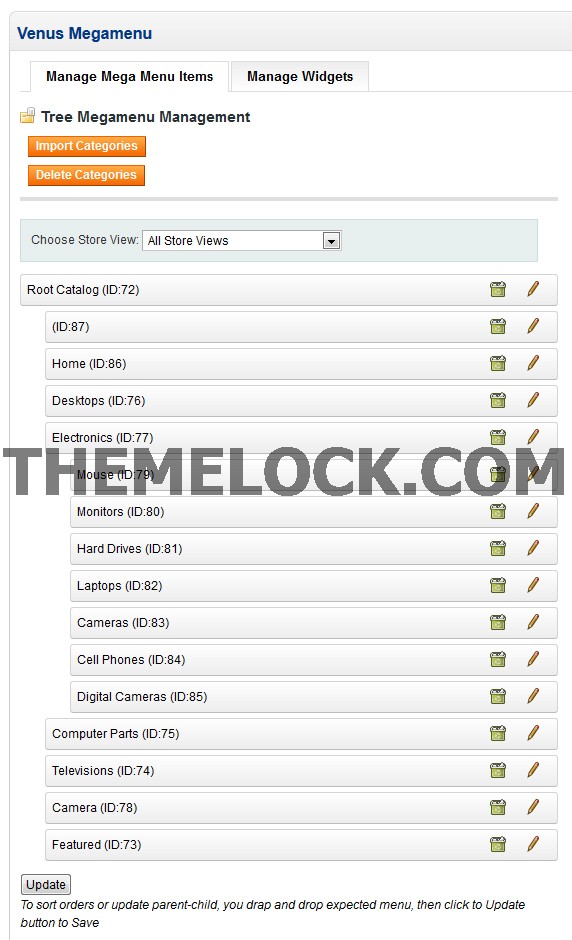 Venus Megamenu
Manage Mega Menu Items
Manage Widgets
Tree Megamenu Management
Import Categories
Delete Categories
Choose Store View: All Store Views
Root Catalog (ID:72)
(ID:87)
Home (ID:86)
Desktops (ID:76)
Electronics (ID:77)
THEMELOCK.COM
Mouse (ID:79)
Monitors (ID:80)
Hard Drives (ID:81)
Laptops (ID:82)
Cameras (ID:83)
Cell Phones (ID:84)
Digital Cameras (ID:85)
Computer Parts (ID:75)
Televisions (ID:74)
Camera (ID:78)
Featured (ID:73)
Update
To sort orders or update parent-child, you drap and drop expected menu, then click to Update
button to Save